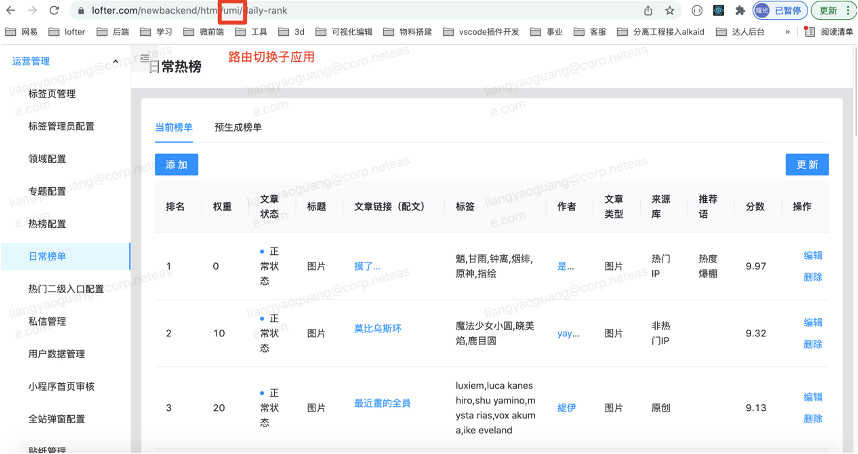 lofter.com/newbackend/html/umi/daily-rank
已暂停
更新
网易 lofter 后端 学习 微前端 工具 3d 可视化编辑 物料搭建 vscode插件开发 事业 客服 分离工程接入alkaid 达人后台 » 阅读清单
运营管理
路由切换子应用
日常热榜
标签页管理
标签管理员配置
领域配置
专题配置
热榜配置
日常榜单
热门二级入口配置
私信管理
用户数据管理
小程序首页审核
全站弹窗配置
贴纸管理
当前榜单 预生成榜单
添 加 更 新
排名 权重 文章状态 标题 文章链接（配文） 标签 作者 文章类型 来源库 推荐语 分数 操作
1 0 正常状态 图片 摸了... 魈,甘雨,钟离,烟绯,原神,指绘 是... 图片 热门IP 热度爆棚 9.97 编辑 删除
2 10 正常状态 图片 莫比乌斯环 魔法少女小圆,晓美焰,鹿目圆 yay... 图片 非热门IP 9.32 编辑 删除
3 20 正常状态 图片 最近畫的全員 luxiem,luca kaneshiro,shu yamino,mysta rias,vox akuma,ike eveland 緹伊 图片 原创 9.13 编辑 删除
liangyaoguang@corp.netease.com